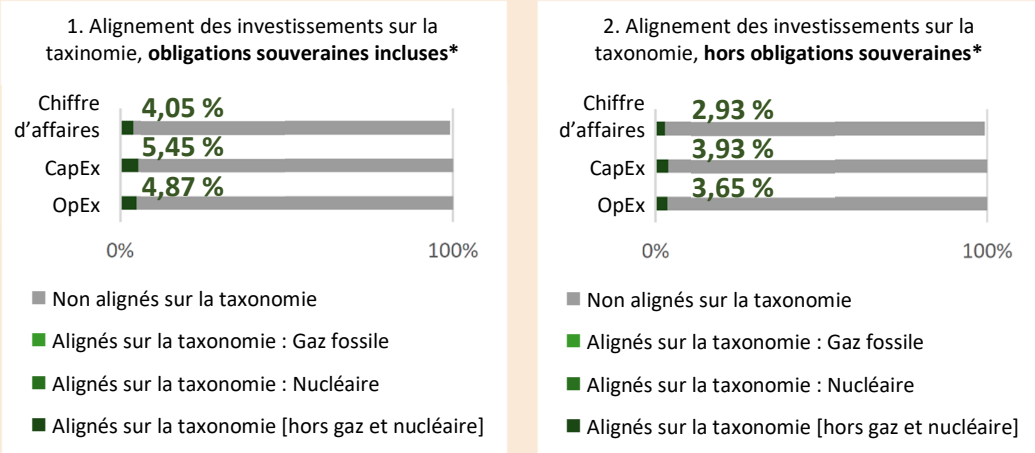 1. Alignement des investissements sur la
taxinomie, obligations souveraines incluses*
Chiffre
d'affaires
4,05 %
CapEx
5,45 %
OpEx
4,87 %
0%
100%
Non alignés sur la taxonomie
Alignés sur la taxonomie : Gaz fossile
Alignés sur la taxonomie : Nucléaire
Alignés sur la taxonomie [hors gaz et nucléaire]
2. Alignement des investissements sur la
taxonomie, hors obligations souveraines*
Chiffre
d'affaires
2,93 %
CapEx
3,93 %
OpEx
3,65 %
0%
100%
Non alignés sur la taxonomie
Alignés sur la taxonomie : Gaz fossile
Alignés sur la taxonomie : Nucléaire
Alignés sur la taxonomie [hors gaz et nucléaire]